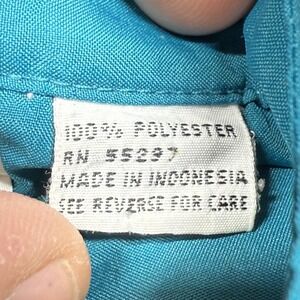 100% POLYESTER
RN 55297
MADE IN INDONESIA
SEE REVERSE FOR CARE